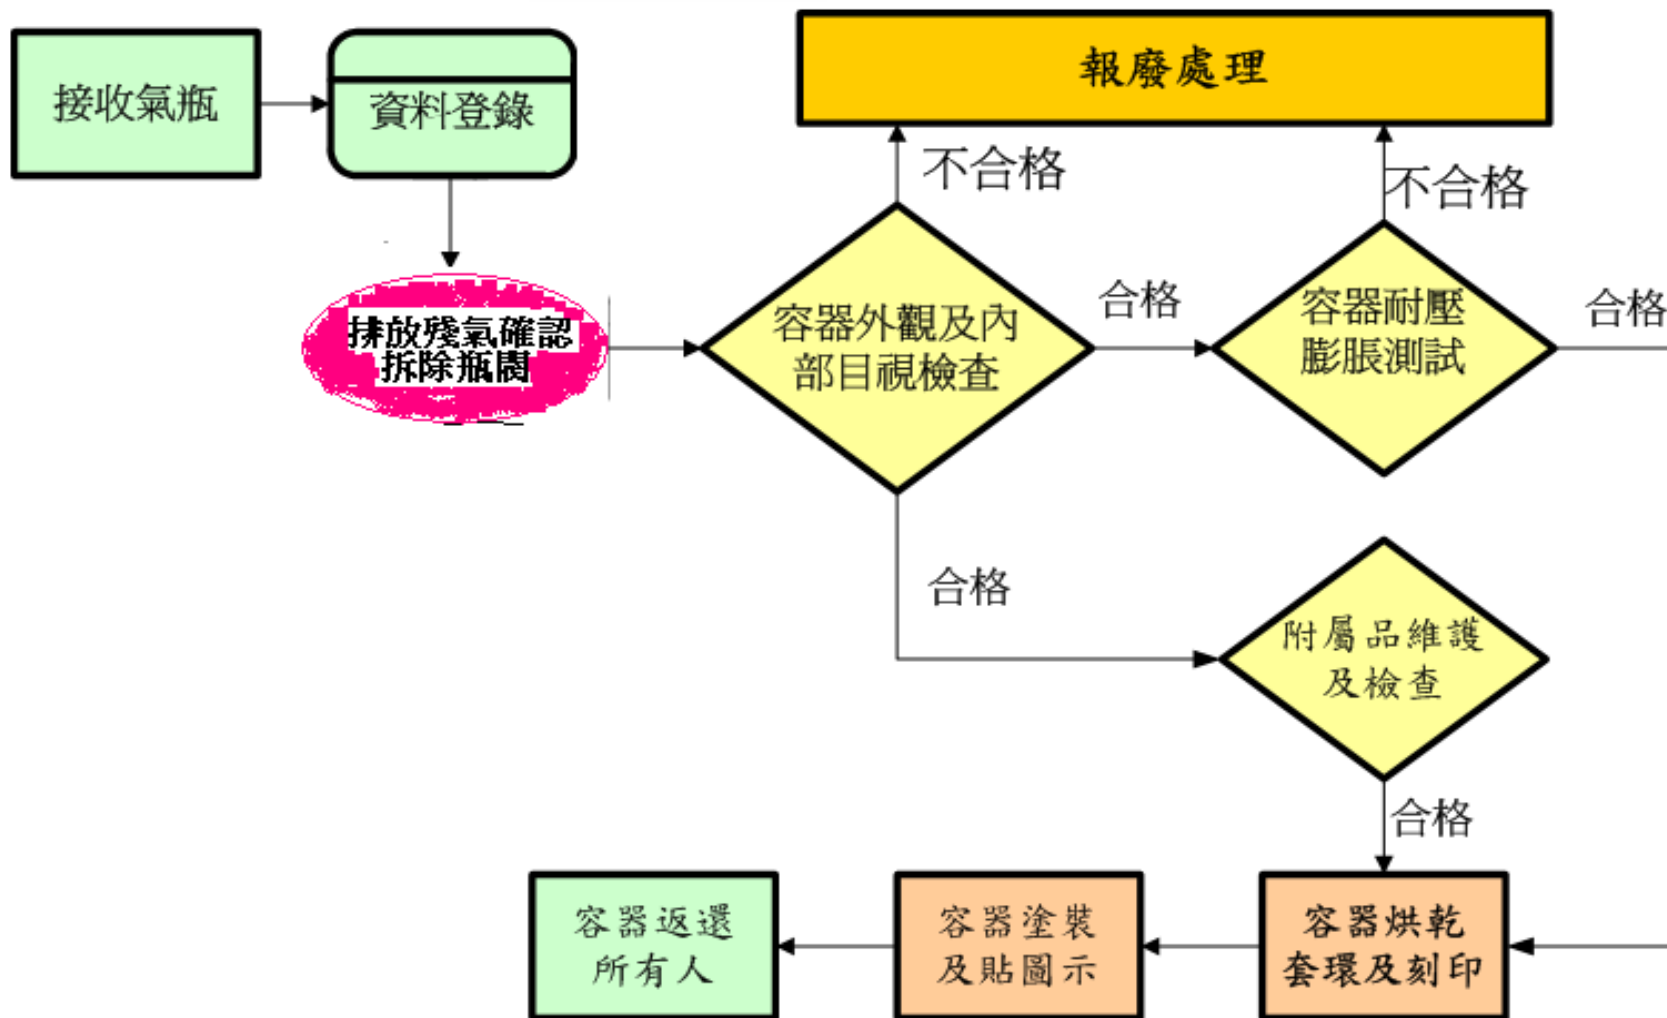 接收氣瓶
資料登錄
報廢處理
不合格
不合格
排放殘氣確認
拆除瓶閥
容器外觀及內
部目視檢查
合格
容器耐壓
膨脹測試
合格
合格
附屬品維護
及檢查
合格
容器返還
所有人
容器塗裝
及貼圖示
容器烘乾
套環及刻印